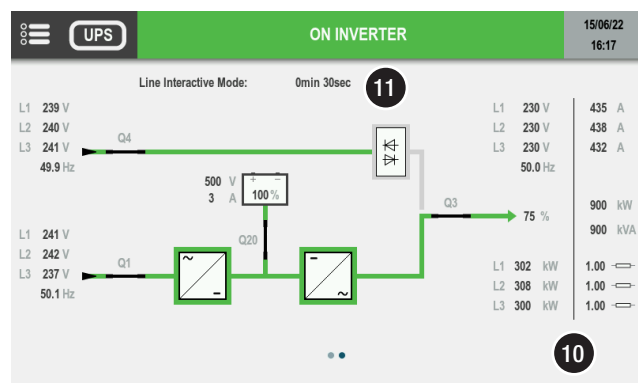 UPS ON INVERTER 15/06/22
16:17
Line Interactive Mode: 0min 30sec 11
L1 239 V
L2 240 V
L3 241 V
49.9 Hz
Q4
L1 230 V 435 A
L2 230 V 438 A
L3 230 V 432 A
50.0 Hz
500 V
3 A
+ -
100 %
Q20
Q3
75 %
900 kW
900 kVA
L1 241 V
L2 242 V
L3 237 V
50.1 Hz
Q1
L1 302 kW 1.00
L2 308 kW 1.00
L3 300 kW 1.00
10